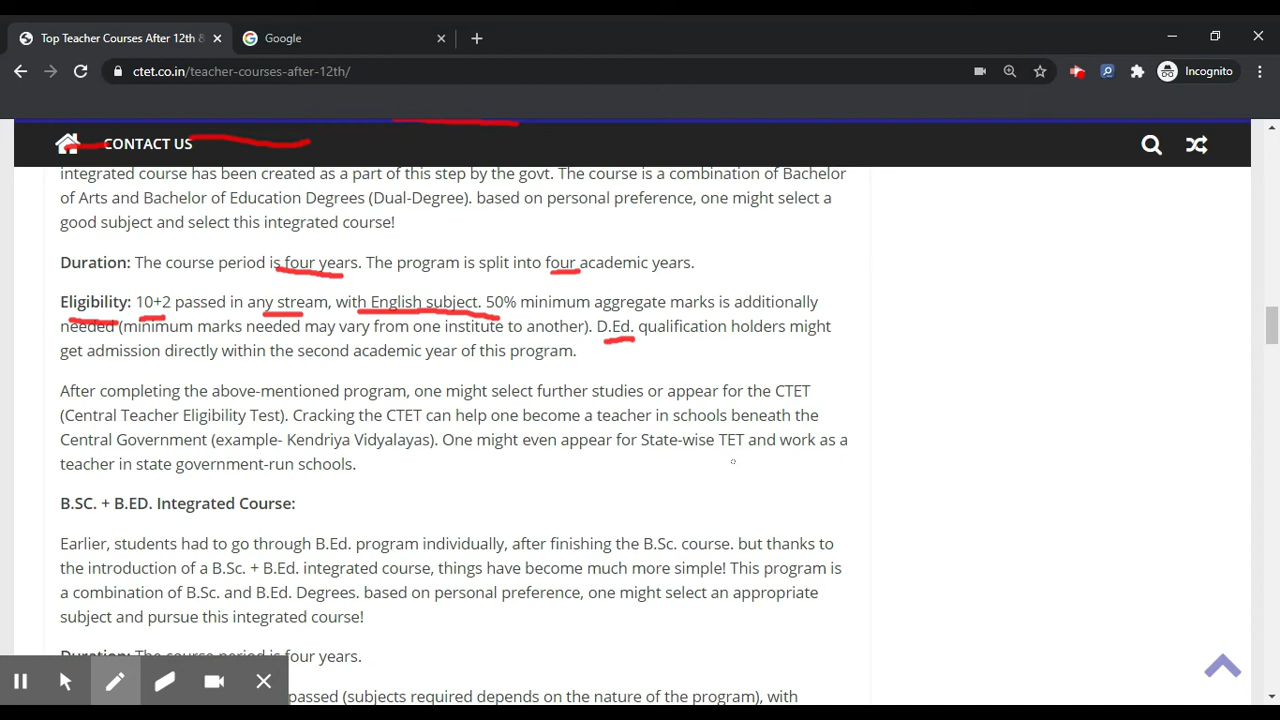 Top Teacher Courses After 12th &
Google
ctet.co.in/teacher-courses-after-12th/
Incognito
CONTACT US
integrated course has been created as a part of this step by the govt. The course is a combination of Bachelor
of Arts and Bachelor of Education Degrees (Dual-Degree). based on personal preference, one might select a
good subject and select this integrated course!
Duration: The course period is four years. The program is split into four academic years.
Eligibility: 10+2 passed in any stream, with English subject. 50% minimum aggregate marks is additionally
needed (minimum marks needed may vary from one institute to another). D.Ed. qualification holders might
get admission directly within the second academic year of this program.
After completing the above-mentioned program, one might select further studies or appear for the CTET
(Central Teacher Eligibility Test). Cracking the CTET can help one become a teacher in schools beneath the
Central Government (example- Kendriya Vidyalayas). One might even appear for State-wise TET and work as a
teacher in state government-run schools.
B.SC. + B.ED. Integrated Course:
Earlier, students had to go through B.Ed. program individually, after finishing the B.Sc. course. but thanks to
the introduction of a B.Sc. + B.Ed. integrated course, things have become much more simple! This program is
a combination of B.Sc. and B.Ed. Degrees. based on personal preference, one might select an appropriate
subject and pursue this integrated course!
Duration: The course period is four years.
passed (subjects required depends on the nature of the program), with